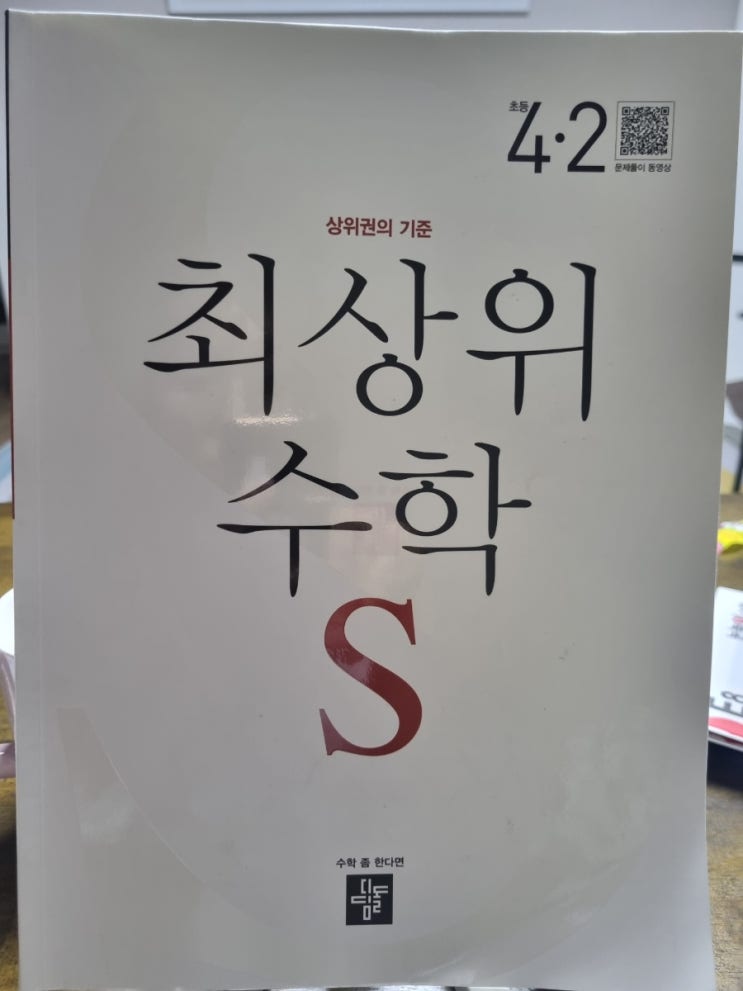 초등
4·2
문제풀이 동영상
상위권의 기준
최상위
수학
S
수학 좀 한다면
디딤돌